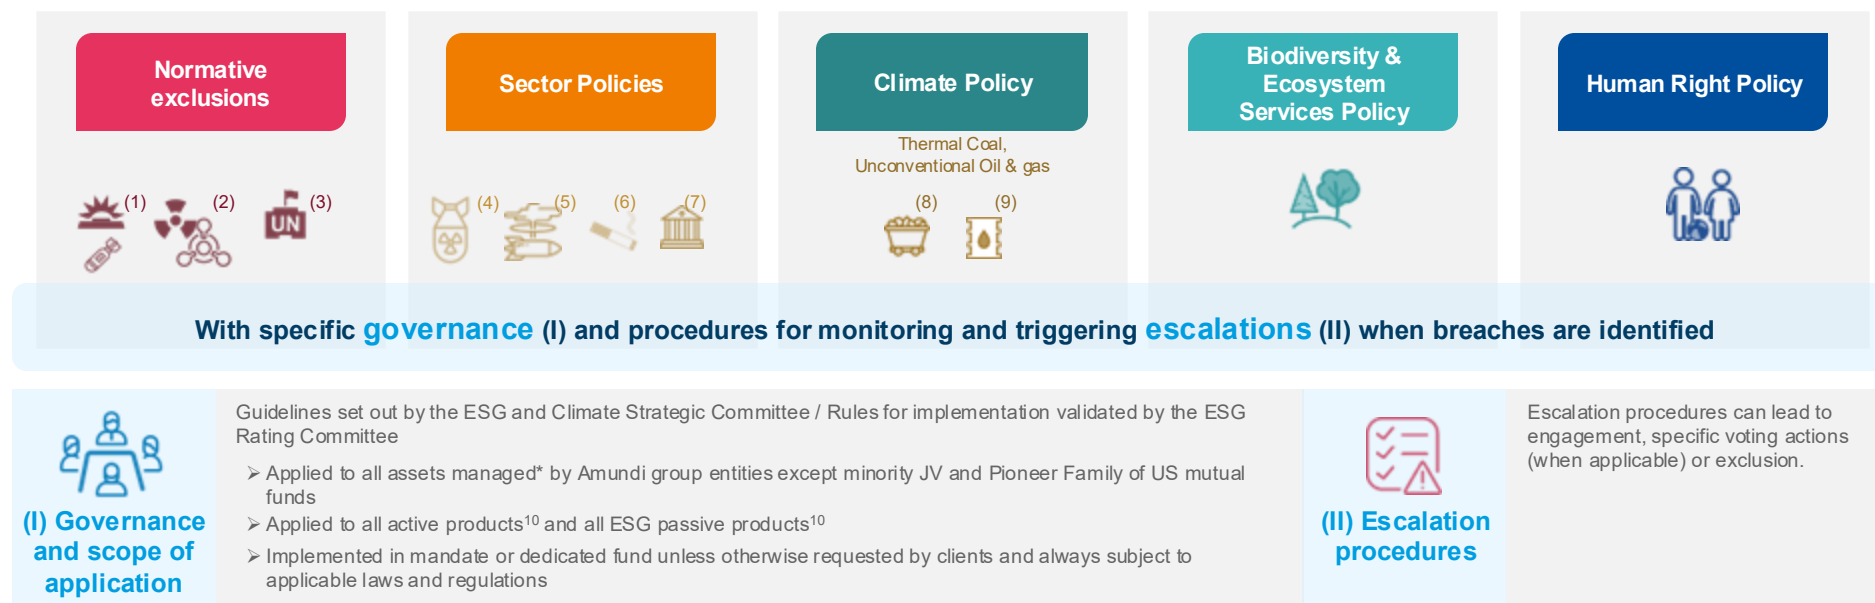 Normative
exclusions
Sector Policies
Climate Policy
Biodiversity &
Ecosystem
Services Policy
Human Right Policy
Thermal Coal,
Unconventional Oil & gas
(1)
(2)
(3)
UN
(4)
(5)
(6)
(7)
(8)
(9)
With specific governance (I) and procedures for monitoring and triggering escalations (II) when breaches are identified
(I) Governance
and scope of
application
Guidelines set out by the ESG and Climate Strategic Committee / Rules for implementation validated by the ESG
Rating Committee
➢ Applied to all assets managed* by Amundi group entities except minority JV and Pioneer Family of US mutual
funds
➢ Applied to all active products¹⁰ and all ESG passive products¹⁰
➢ Implemented in mandate or dedicated fund unless otherwise requested by clients and always subject to
applicable laws and regulations
(II) Escalation
procedures
Escalation procedures can lead to
engagement, specific voting actions
(when applicable) or exclusion.